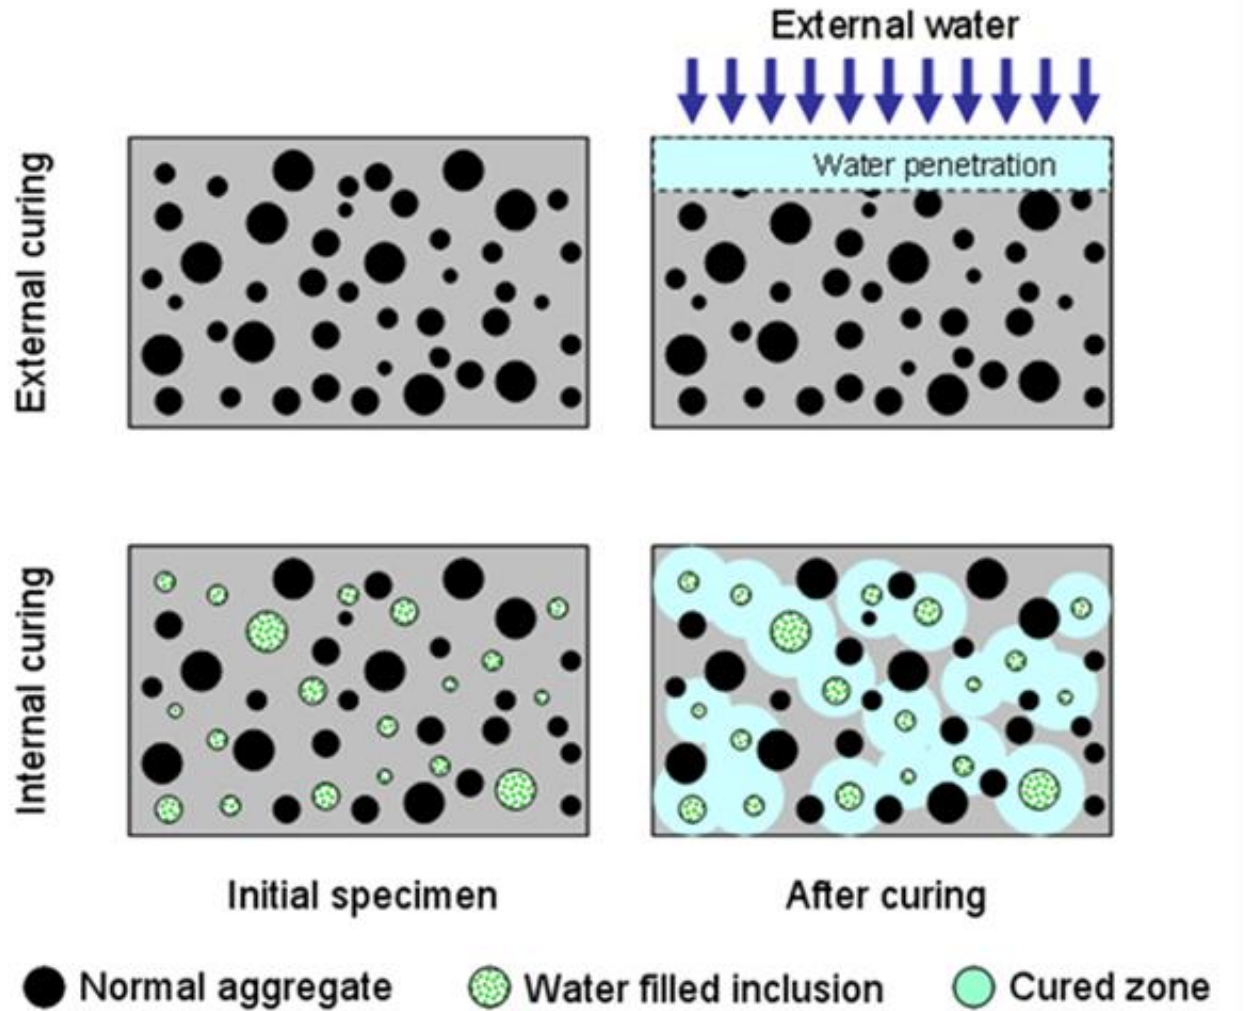 External water
External curing
Water penetration
Internal curing
Initial specimen
After curing
Normal aggregate
Water filled inclusion
Cured zone